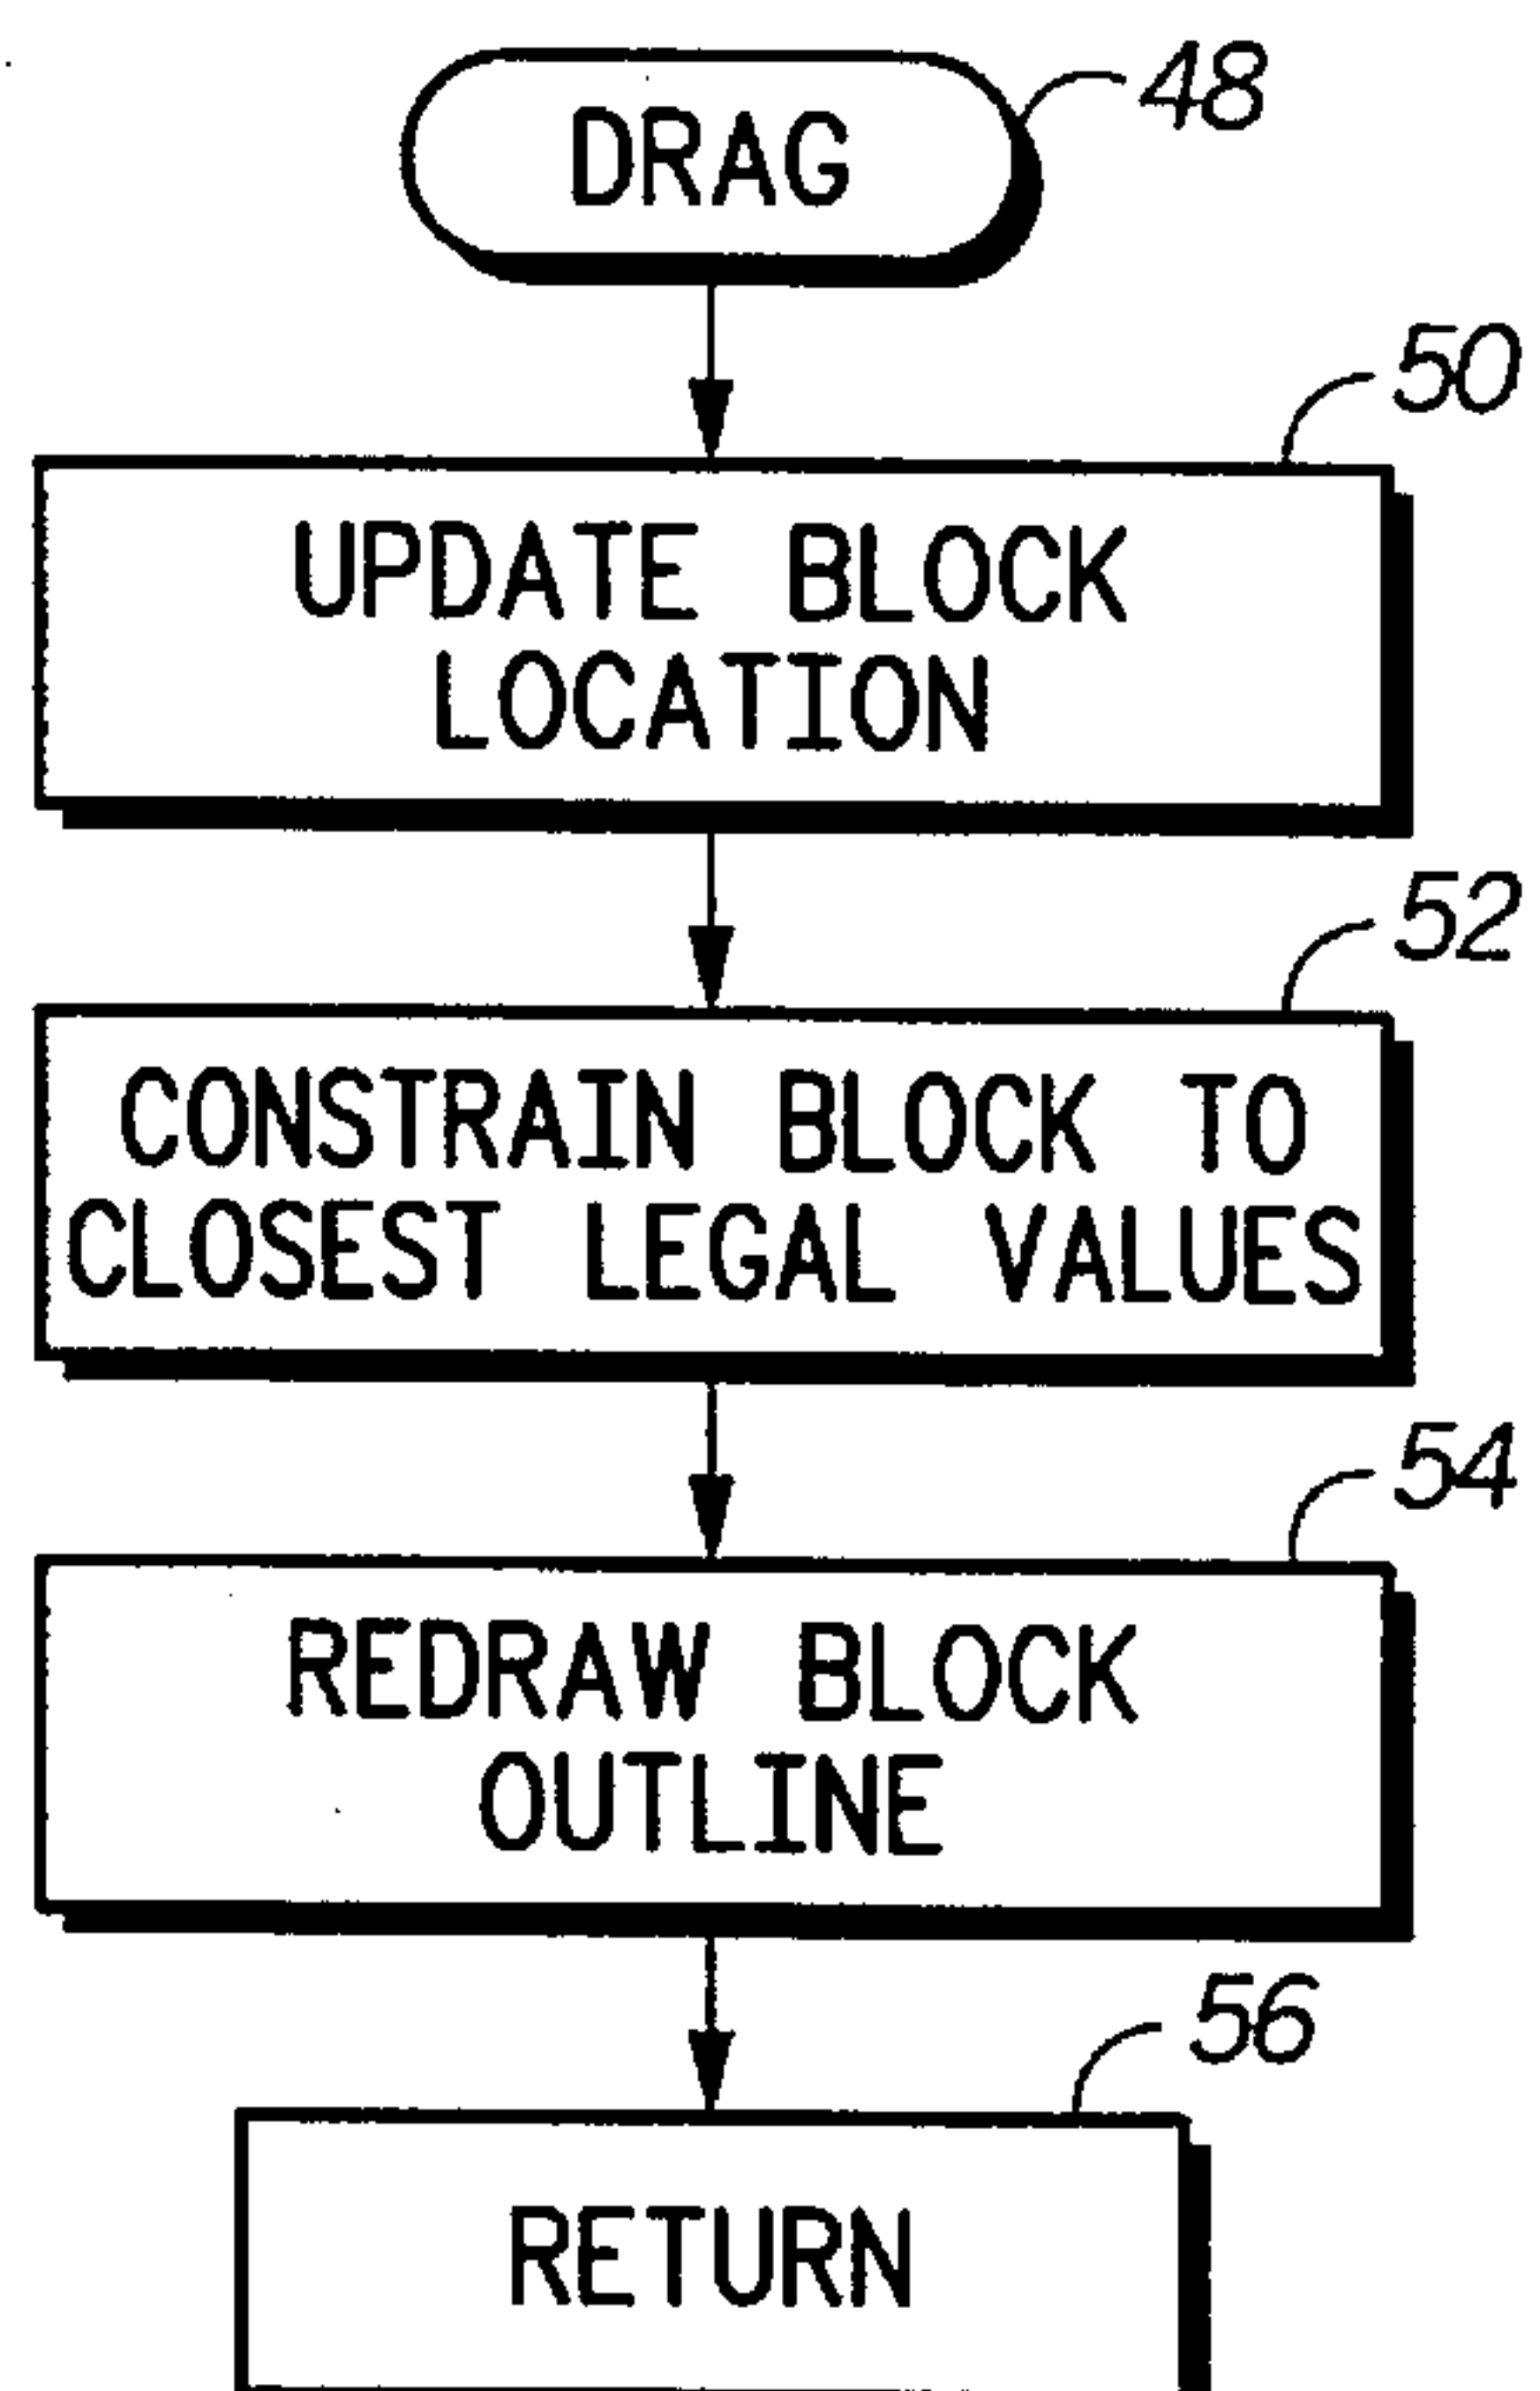 DRAG
48
50
UPDATE BLOCK
LOCATION
52
CONSTRAIN BLOCK TO
CLOSEST LEGAL VALUES
54
REDRAW BLOCK
OUTLINE
56
RETURN